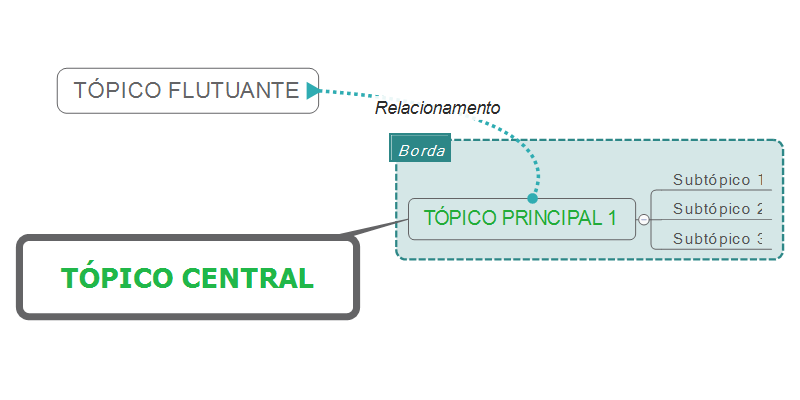 TÓPICO FLUTUANTE
Relacionamento
Borda
Subtópico 1
TÓPICO PRINCIPAL 1
Subtópico 2
Subtópico 3
TÓPICO CENTRAL